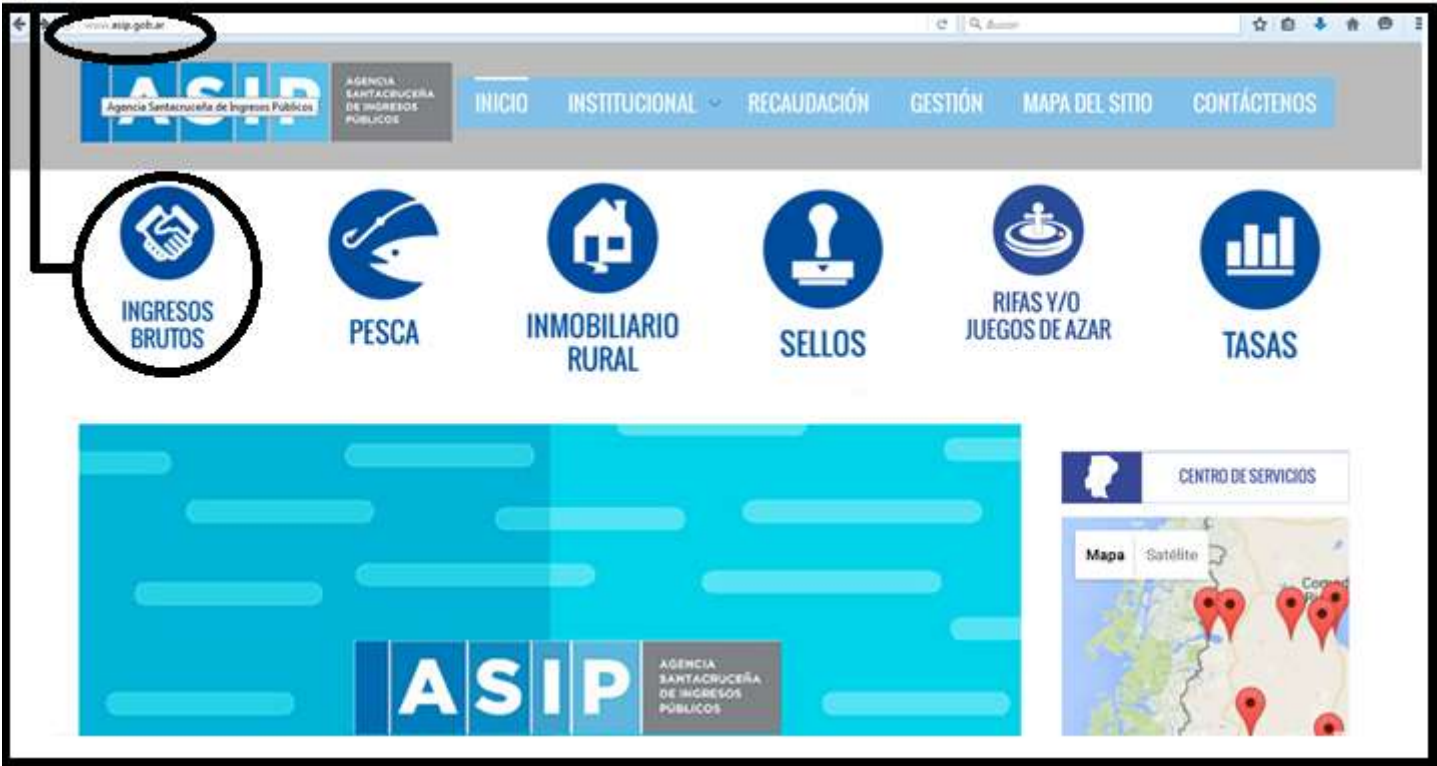 www.asip.gob.ar
Buscar
ASIP
AGENCIA
SANTACRUCEÑA
DE INGRESOS
PÚBLICOS
Agencia Santacruceña de Ingresos Públicos
INICIO INSTITUCIONAL RECAUDACIÓN GESTIÓN MAPA DEL SITIO CONTÁCTENOS
INGRESOS
BRUTOS
PESCA
INMOBILIARIO
RURAL
SELLOS
RIFAS Y/O
JUEGOS DE AZAR
TASAS
CENTRO DE SERVICIOS
Mapa Satélite
ASIP
AGENCIA
SANTACRUCEÑA
DE INGRESOS
PÚBLICOS